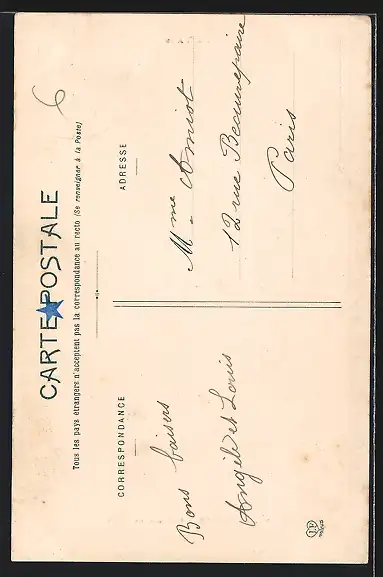 6
CARTE POSTALE
Tous les pays étrangers n'acceptent pas la correspondance au recto (Se renseigner à la Poste)
CORRESPONDANCE
Bons baisers
Angèle et Louis
ADRESSE
Mme Amiot
12 rue Beaurepaire
Paris